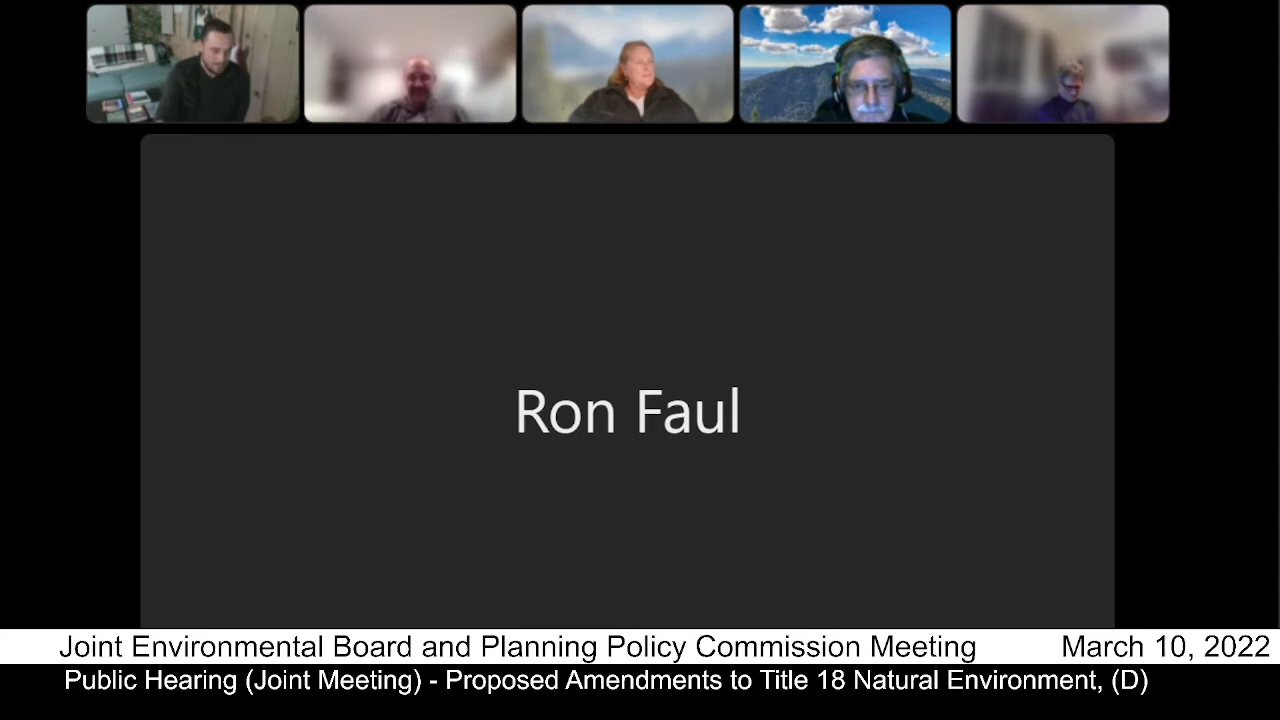 Ron Faul
Joint Environmental Board and Planning Policy Commission Meeting March 10, 2022
Public Hearing (Joint Meeting) - Proposed Amendments to Title 18 Natural Environment, (D)